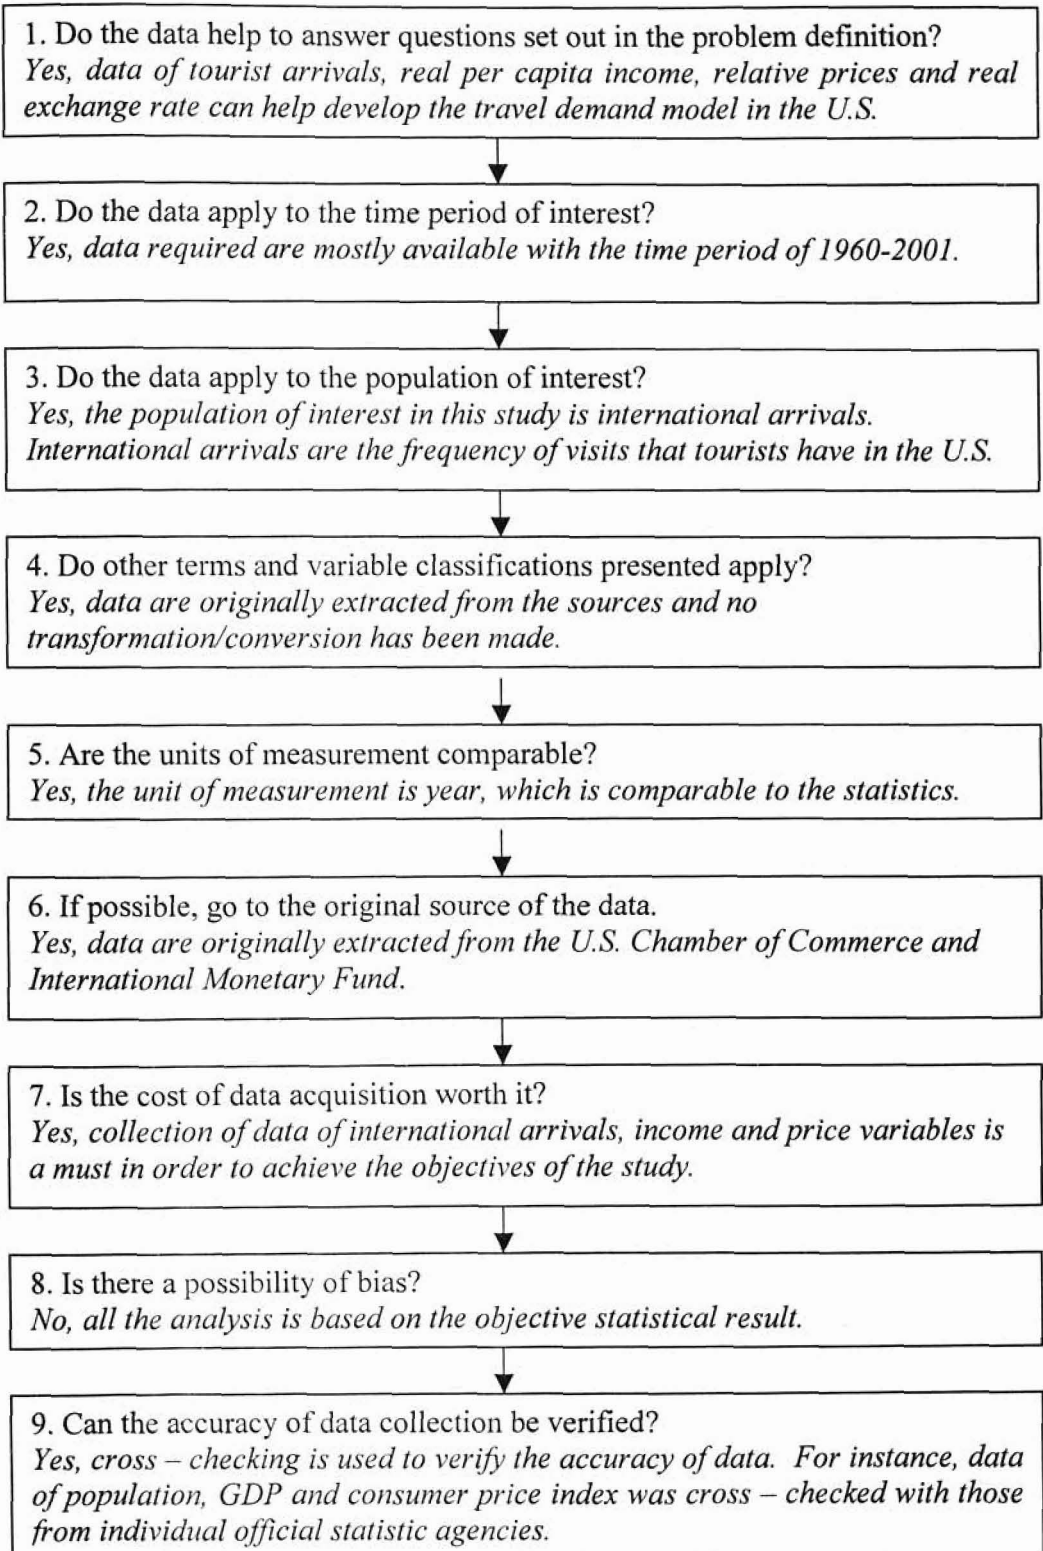 1. Do the data help to answer questions set out in the problem definition?
Yes, data of tourist arrivals, real per capita income, relative prices and real
exchange rate can help develop the travel demand model in the U.S.
2. Do the data apply to the time period of interest?
Yes, data required are mostly available with the time period of 1960-2001.
3. Do the data apply to the population of interest?
Yes, the population of interest in this study is international arrivals.
International arrivals are the frequency of visits that tourists have in the U.S.
4. Do other terms and variable classifications presented apply?
Yes, data are originally extracted from the sources and no
transformation/conversion has been made.
5. Are the units of measurement comparable?
Yes, the unit of measurement is year, which is comparable to the statistics.
6. If possible, go to the original source of the data.
Yes, data are originally extracted from the U.S. Chamber of Commerce and
International Monetary Fund.
7. Is the cost of data acquisition worth it?
Yes, collection of data of international arrivals, income and price variables is
a must in order to achieve the objectives of the study.
8. Is there a possibility of bias?
No, all the analysis is based on the objective statistical result.
9. Can the accuracy of data collection be verified?
Yes, cross – checking is used to verify the accuracy of data. For instance, data
of population, GDP and consumer price index was cross – checked with those
from individual official statistic agencies.